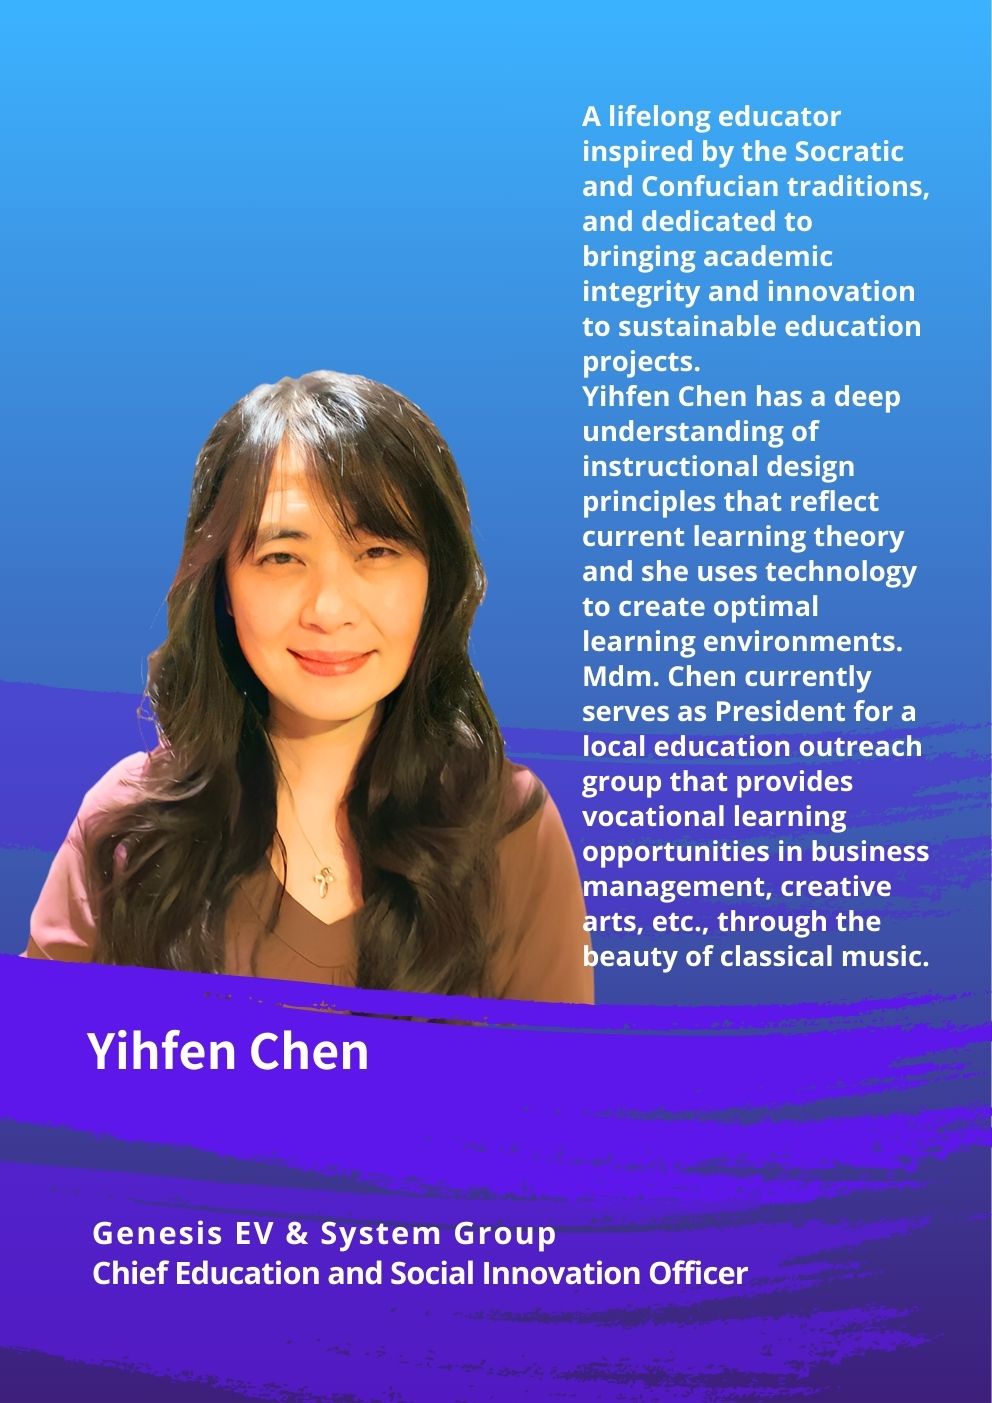 A lifelong educator
inspired by the Socratic
and Confucian traditions,
and dedicated to
bringing academic
integrity and innovation
to sustainable education
projects.
Yihfen Chen has a deep
understanding of
instructional design
principles that reflect
current learning theory
and she uses technology
to create optimal
learning environments.
Mdm. Chen currently
serves as President for a
local education outreach
group that provides
vocational learning
opportunities in business
management, creative
arts, etc., through the
beauty of classical music.
Yihfen Chen
Genesis EV & System Group
Chief Education and Social Innovation Officer